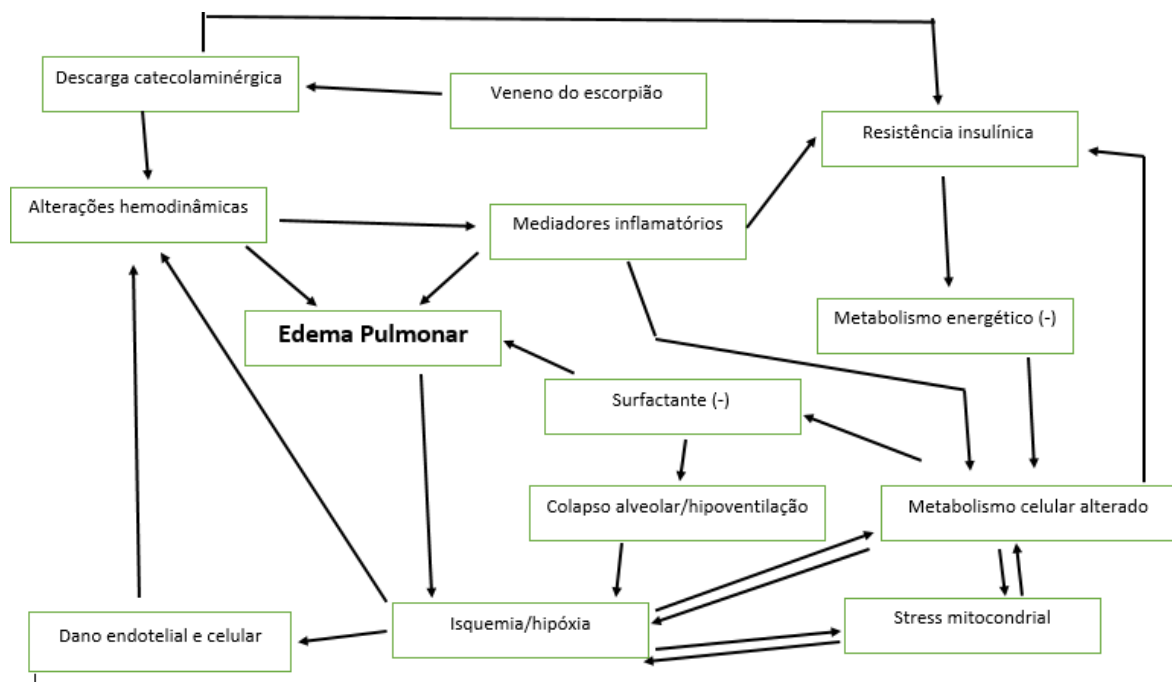 Descarga catecolaminérgica
Veneno do escorpião
Resistência insulínica
Alterações hemodinâmicas
Mediadores inflamatórios
Edema Pulmonar
Metabolismo energético (-)
Surfactante (-)
Colapso alveolar/hipoventilação
Metabolismo celular alterado
Dano endotelial e celular
Isquemia/hipóxia
Stress mitocondrial